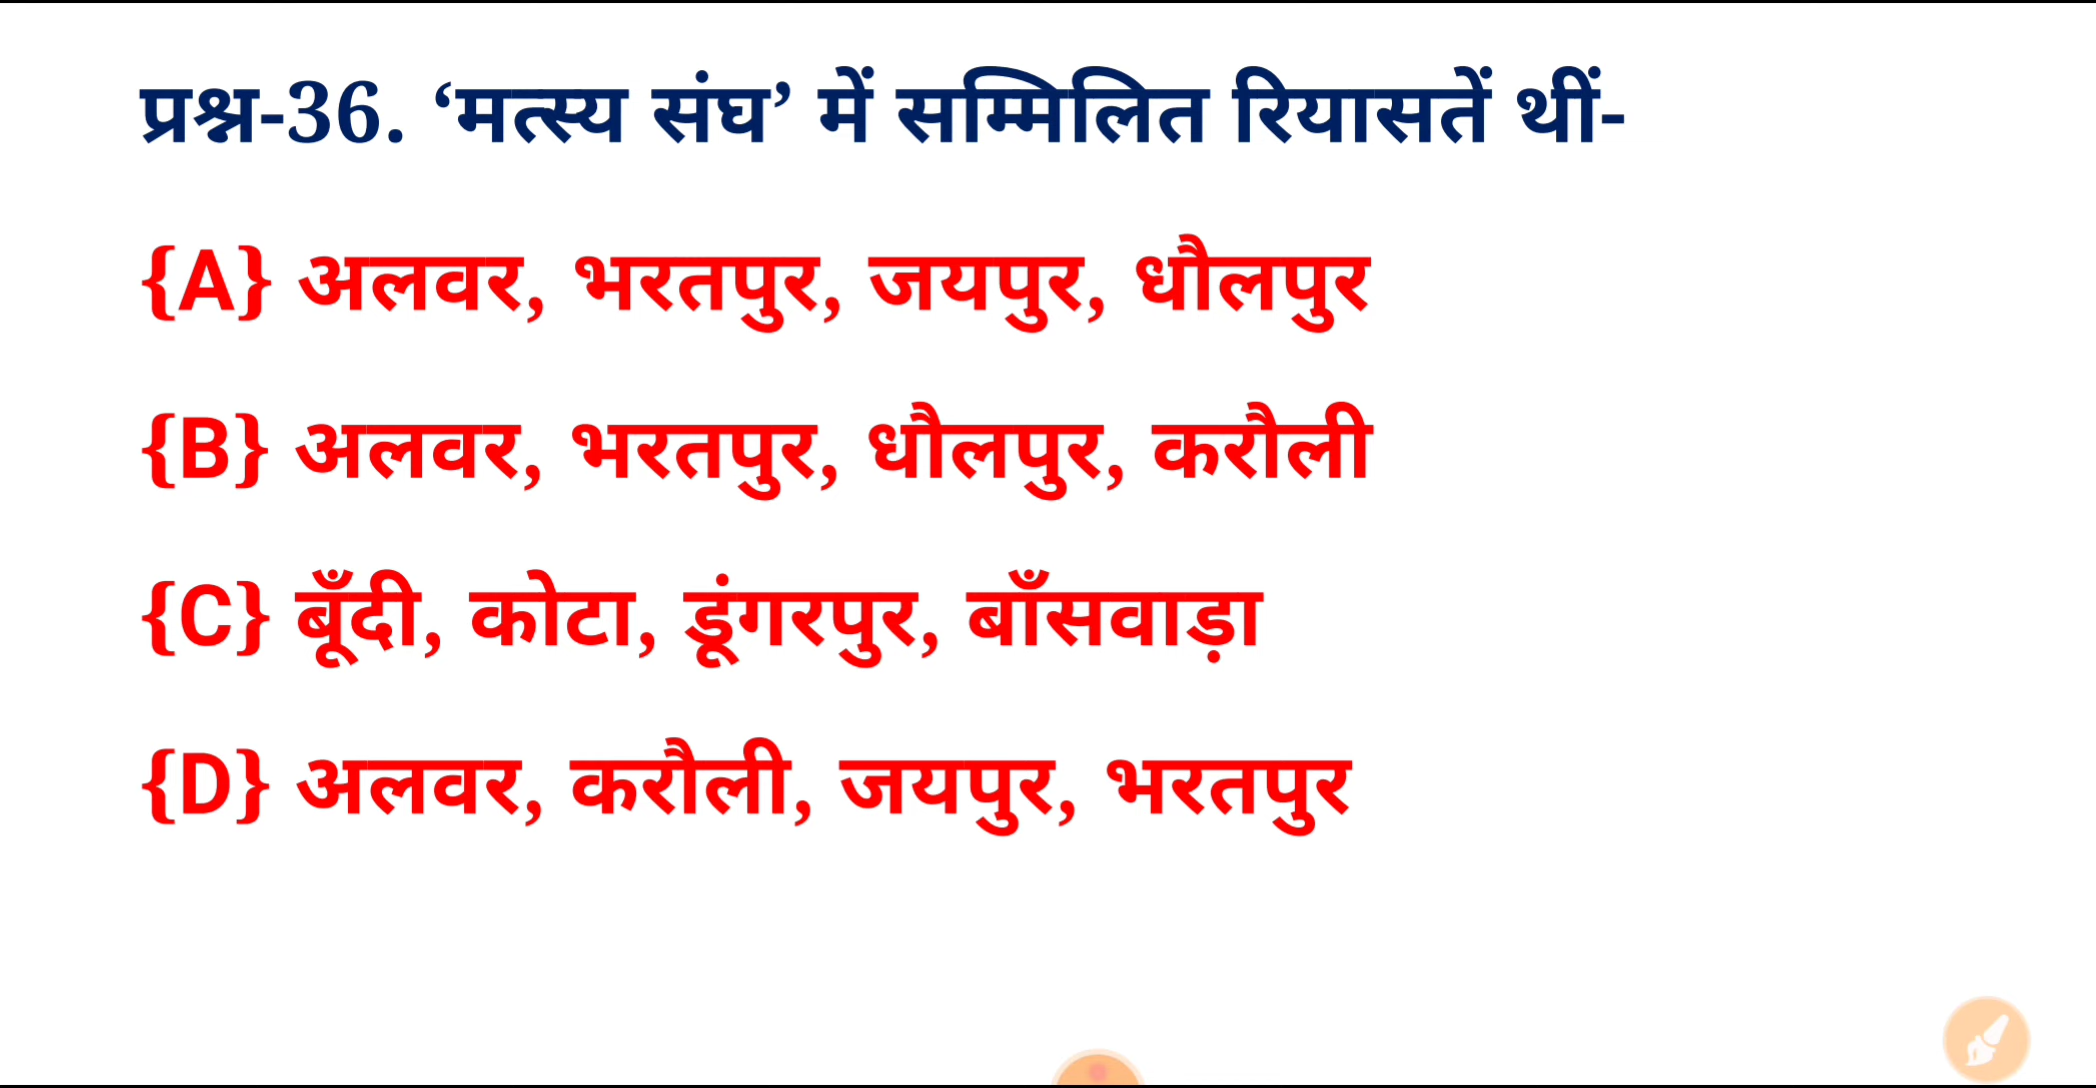 प्रश्न-36. ‘मत्स्य संघ’ में सम्मिलित रियासतें थीं-
{A} अलवर, भरतपुर, जयपुर, धौलपुर
{B} अलवर, भरतपुर, धौलपुर, करौली
{C} बूँदी, कोटा, डूंगरपुर, बाँसवाड़ा
{D} अलवर, करौली, जयपुर, भरतपुर